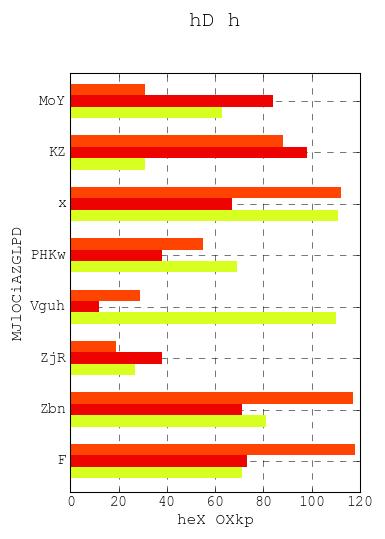 hD h
MJlOCiAZGLPD
MoY
KZ
x
PHKw
Vguh
ZjR
Zbn
F
0 20 40 60 80 100 120
heX OXkp